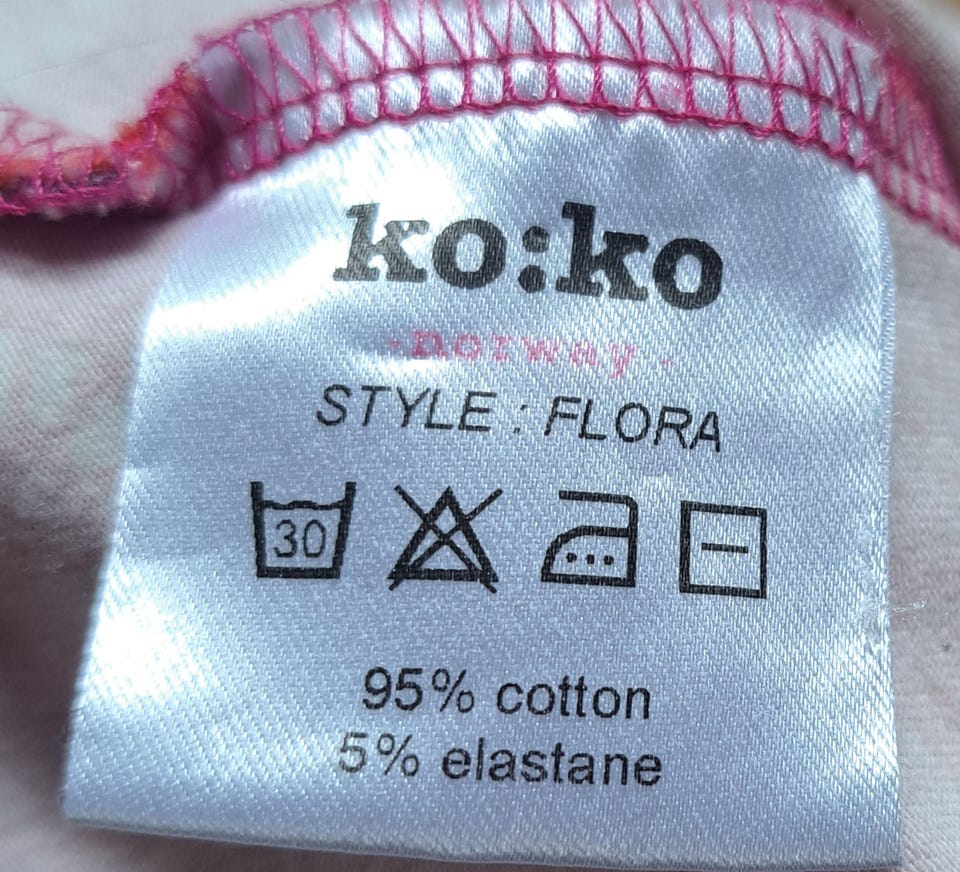 ko:ko
-norway-
STYLE : FLORA
30
95% cotton
5% elastane